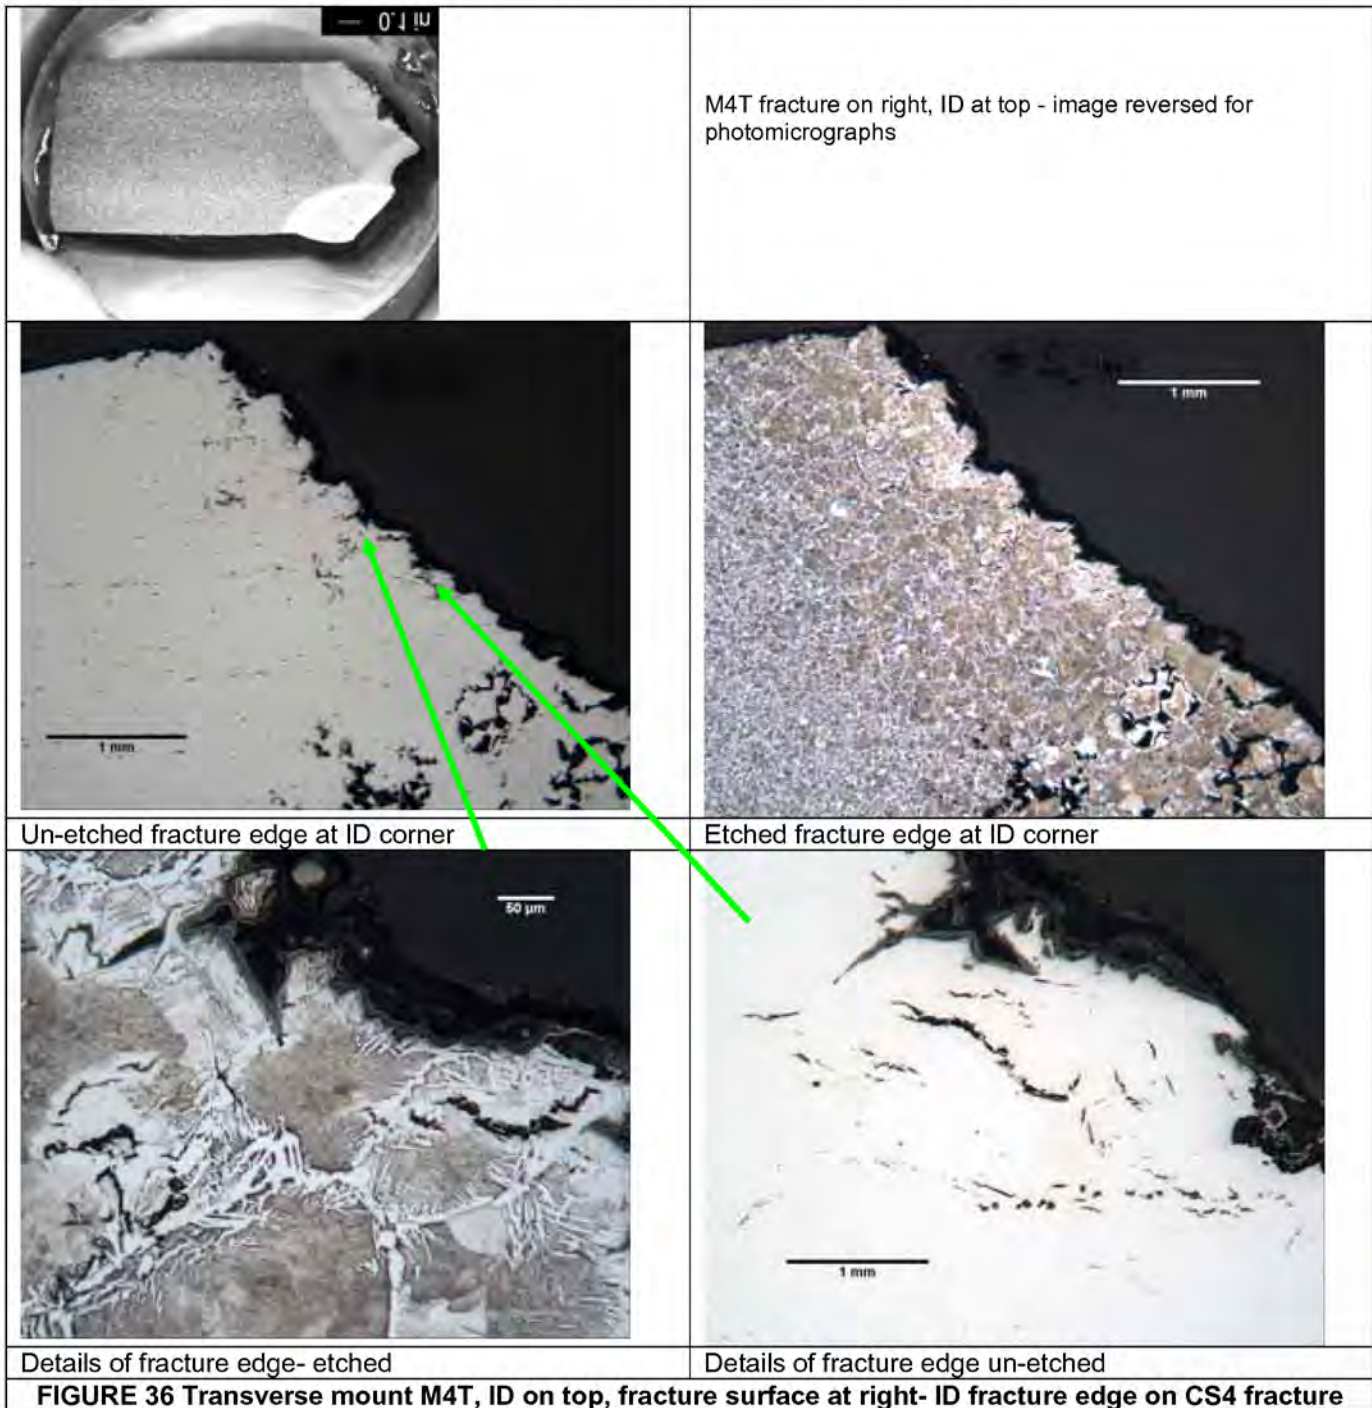 0.1 in
M4T fracture on right, ID at top - image reversed for
photomicrographs
1 mm
1 mm
Un-etched fracture edge at ID corner
Etched fracture edge at ID corner
50 µm
1 mm
Details of fracture edge- etched
Details of fracture edge un-etched
FIGURE 36 Transverse mount M4T, ID on top, fracture surface at right- ID fracture edge on CS4 fracture